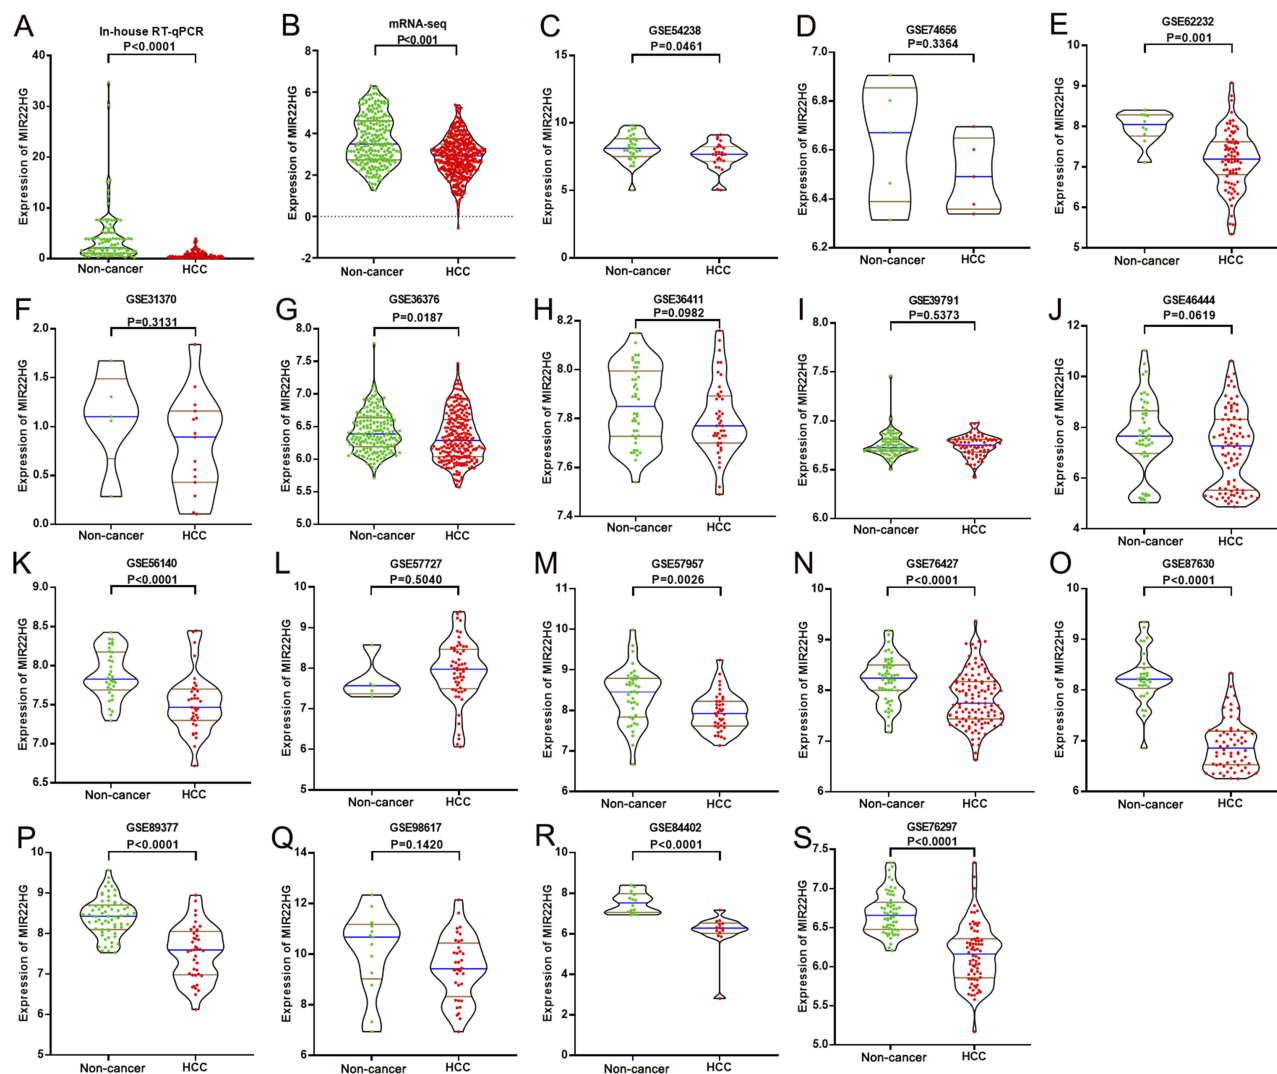 A
In-house RT-qPCR
P<0.0001
Expression of MIR22HG
40
30
20
10
0
Non-cancer
HCC
B
mRNA-seq
P<0.001
Expression of MIR22HG
8
6
4
2
0
-2
Non-cancer
HCC
C
GSE54238
P=0.0461
Expression of MIR22HG
15
10
5
0
Non-cancer
HCC
D
GSE74656
P=0.3364
Expression of MIR22HG
7.0
6.8
6.6
6.4
6.2
Non-cancer
HCC
E
GSE62232
P=0.001
Expression of MIR22HG
10
9
8
7
6
5
Non-cancer
HCC
F
GSE31370
P=0.3131
Expression of MIR22HG
2.0
1.5
1.0
0.5
0.0
Non-cancer
HCC
G
GSE36376
P=0.0187
Expression of MIR22HG
8.0
7.5
7.0
6.5
6.0
5.5
5.0
Non-cancer
HCC
H
GSE36411
P=0.0982
Expression of MIR22HG
8.2
8.0
7.8
7.6
7.4
Non-cancer
HCC
I
GSE39791
P=0.5373
Expression of MIR22HG
8.0
7.5
7.0
6.5
6.0
Non-cancer
HCC
J
GSE46444
P=0.0619
Expression of MIR22HG
12
10
8
6
4
Non-cancer
HCC
K
GSE56140
P<0.0001
Expression of MIR22HG
9.0
8.5
8.0
7.5
7.0
6.5
Non-cancer
HCC
L
GSE57727
P=0.5040
Expression of MIR22HG
10
9
8
7
6
5
Non-cancer
HCC
M
GSE57957
P=0.0026
Expression of MIR22HG
11
10
9
8
7
6
Non-cancer
HCC
N
GSE76427
P<0.0001
Expression of MIR22HG
10
9
8
7
6
Non-cancer
HCC
O
GSE87630
P<0.0001
Expression of MIR22HG
10
9
8
7
6
Non-cancer
HCC
P
GSE89377
P<0.0001
Expression of MIR22HG
10
9
8
7
6
5
Non-cancer
HCC
Q
GSE98617
P=0.1420
Expression of MIR22HG
14
12
10
8
6
Non-cancer
HCC
R
GSE84402
P<0.0001
Expression of MIR22HG
10
8
6
4
2
0
Non-cancer
HCC
S
GSE76297
P<0.0001
Expression of MIR22HG
7.5
7.0
6.5
6.0
5.5
5.0
Non-cancer
HCC